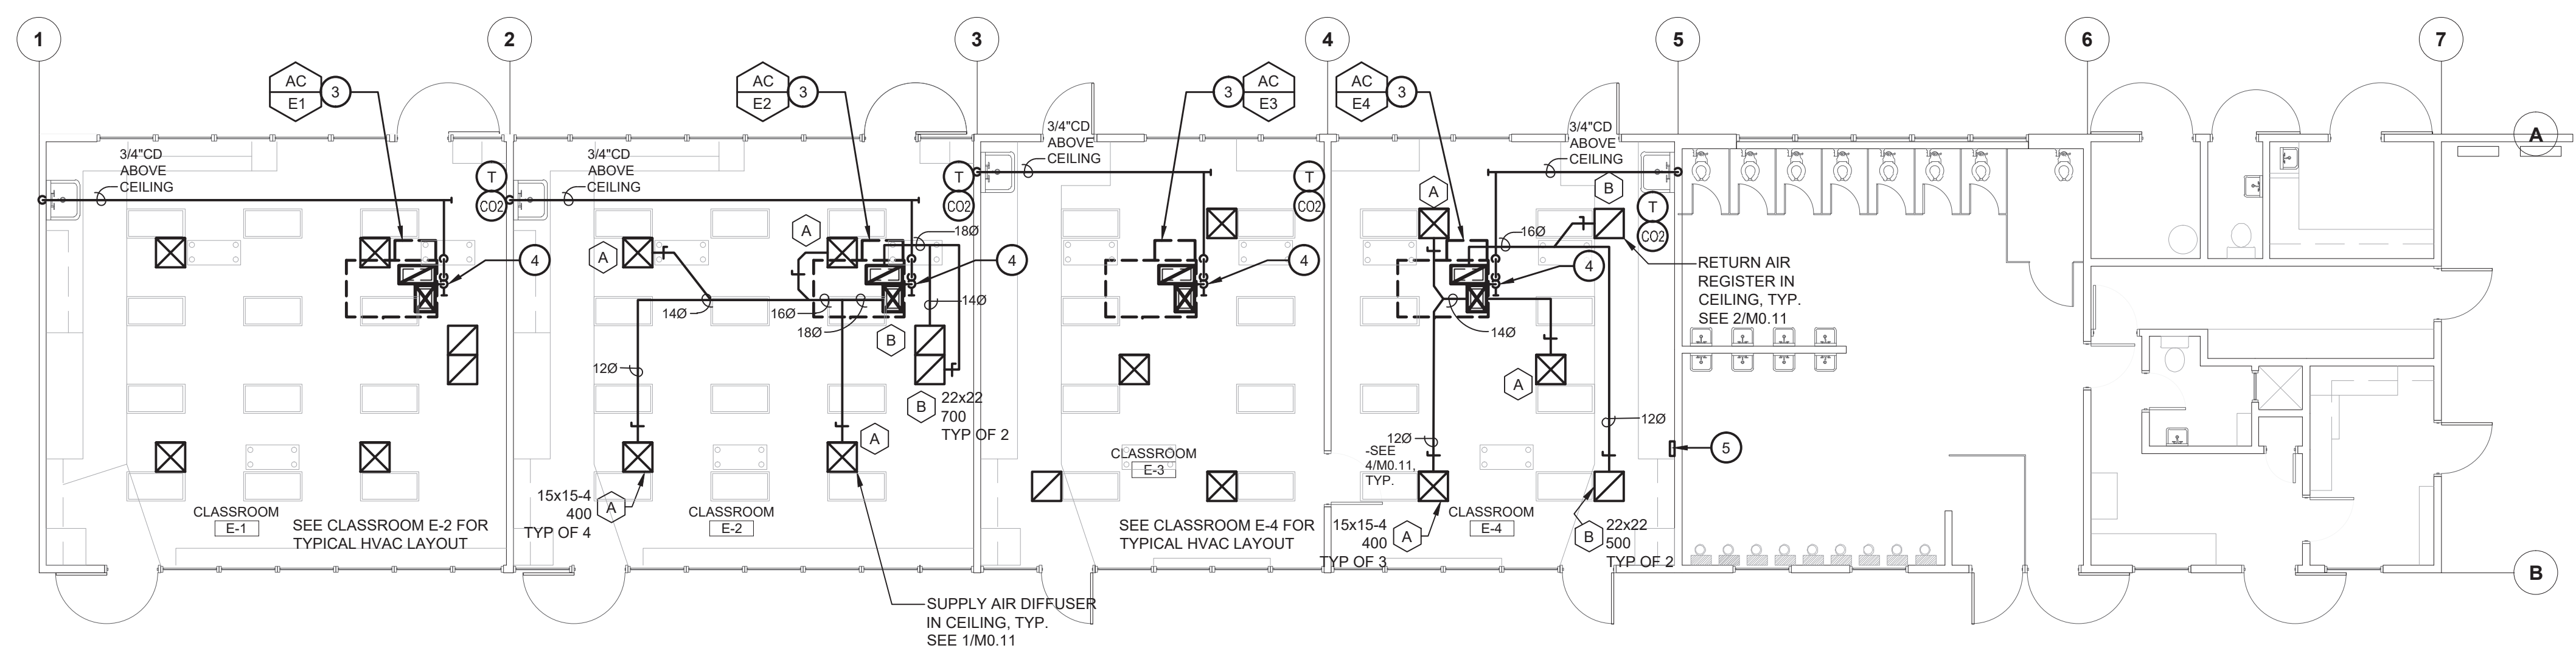 1
2
3
4
5
6
7
AC
E1
3
AC
E2
3
3
AC
E3
AC
E4
3
A
3/4"CD
ABOVE
CEILING
3/4"CD
ABOVE
CEILING
3/4"CD
ABOVE
CEILING
3/4"CD
ABOVE
CEILING
T
CO2
T
CO2
T
CO2
T
CO2
A
B
A
A
18Ø
16Ø
4
4
4
4
RETURN AIR
REGISTER IN
CEILING, TYP.
SEE 2/M0.11
14Ø
16Ø
18Ø
14Ø
14Ø
B
12Ø
A
B
22x22
700
TYP OF 2
A
12Ø
-SEE
4/M0.11,
TYP.
12Ø
5
CLASSROOM
E-3
15x15-4
400
TYP OF 4
A
CLASSROOM
E-1
SEE CLASSROOM E-2 FOR
TYPICAL HVAC LAYOUT
CLASSROOM
E-2
SEE CLASSROOM E-4 FOR
TYPICAL HVAC LAYOUT
15x15-4
400
TYP OF 3
A
CLASSROOM
E-4
B
22x22
500
TYP OF 2
B
SUPPLY AIR DIFFUSER
IN CEILING, TYP.
SEE 1/M0.11